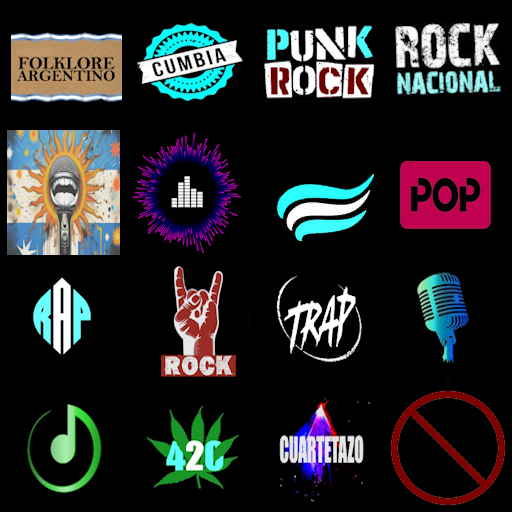 FOLKLORE
ARGENTINO
CUMBIA
PUNK
ROCK
ROCK
NACIONAL
POP
RAP
ROCK
TRAP
420
CUARTETAZO